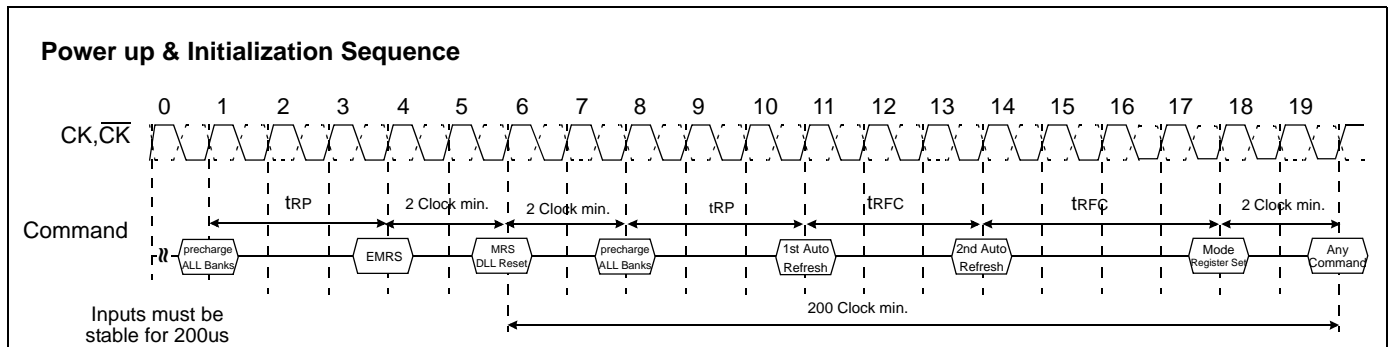 Power up & Initialization Sequence
0 1 2 3 4 5 6 7 8 9 10 11 12 13 14 15 16 17 18 19
CK,CK
tRP 2 Clock min. 2 Clock min. tRP tRFC tRFC 2 Clock min.
Command
precharge
ALL Banks
EMRS
MRS
DLL Reset
precharge
ALL Banks
1st Auto
Refresh
2nd Auto
Refresh
Mode
Register Set
Any
Command
200 Clock min.
Inputs must be
stable for 200us